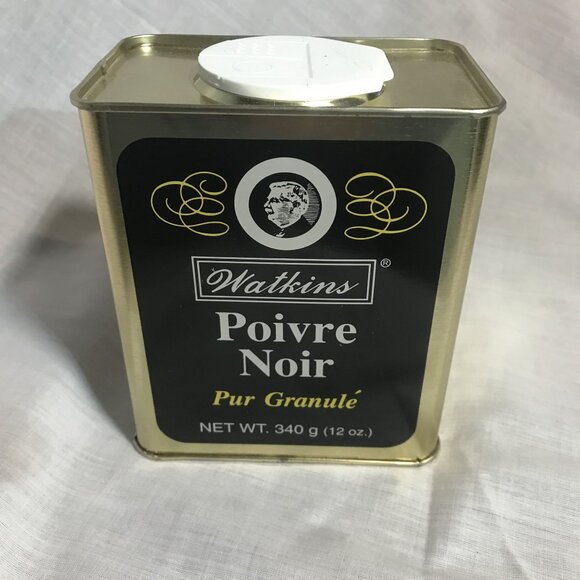 Watkins®
Poivre
Noir
Pur Granulé
NET WT. 340 g (12 oz.)